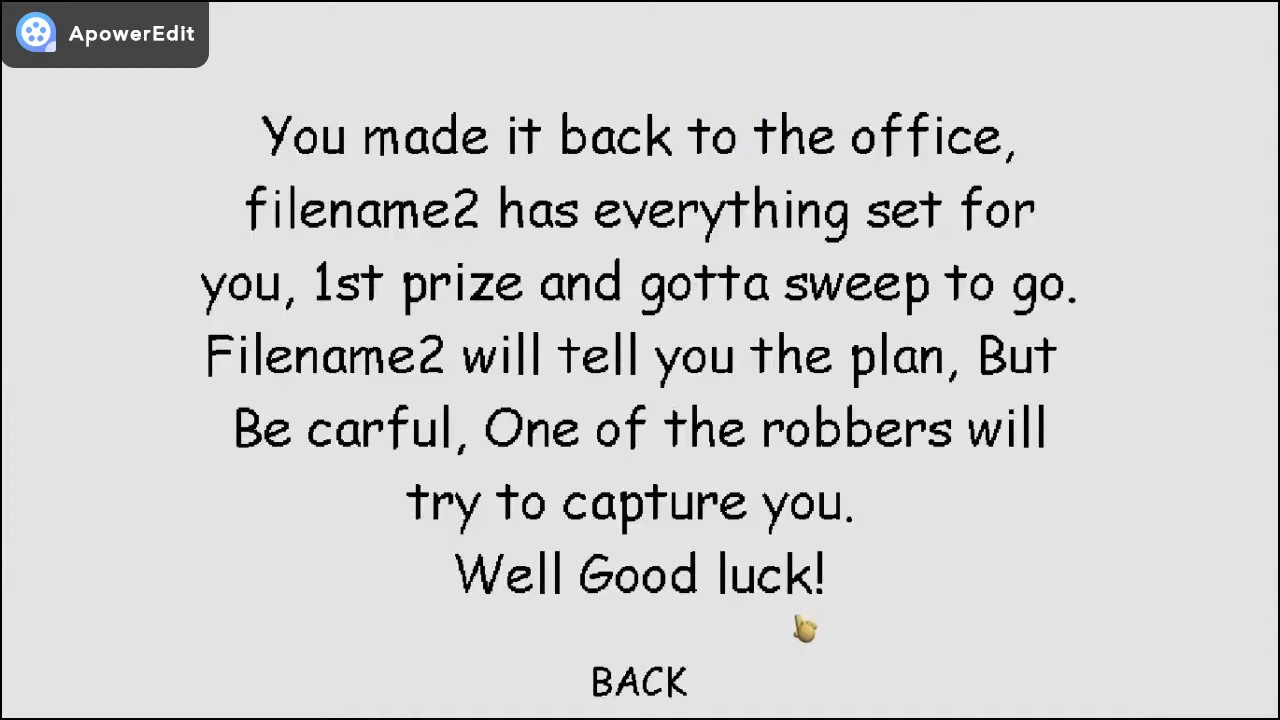 ApowerEdit
You made it back to the office,
filename2 has everything set for
you, 1st prize and gotta sweep to go.
Filename2 will tell you the plan, But
Be carful, One of the robbers will
try to capture you.
Well Good luck!
BACK